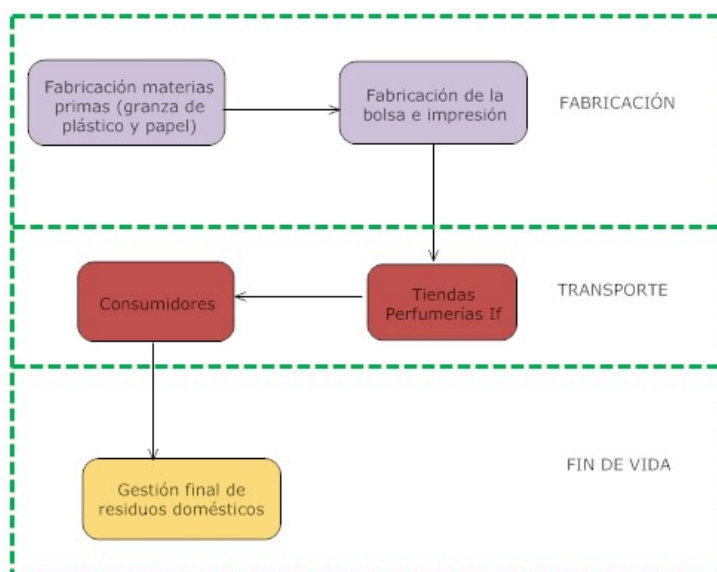 Fabricación materias
primas (granza de
plástico y papel)
Fabricación de la
bolsa e impresión
FABRICACIÓN
Consumidores
Tiendas
Perfumerías If
TRANSPORTE
Gestión final de
residuos domésticos
FIN DE VIDA